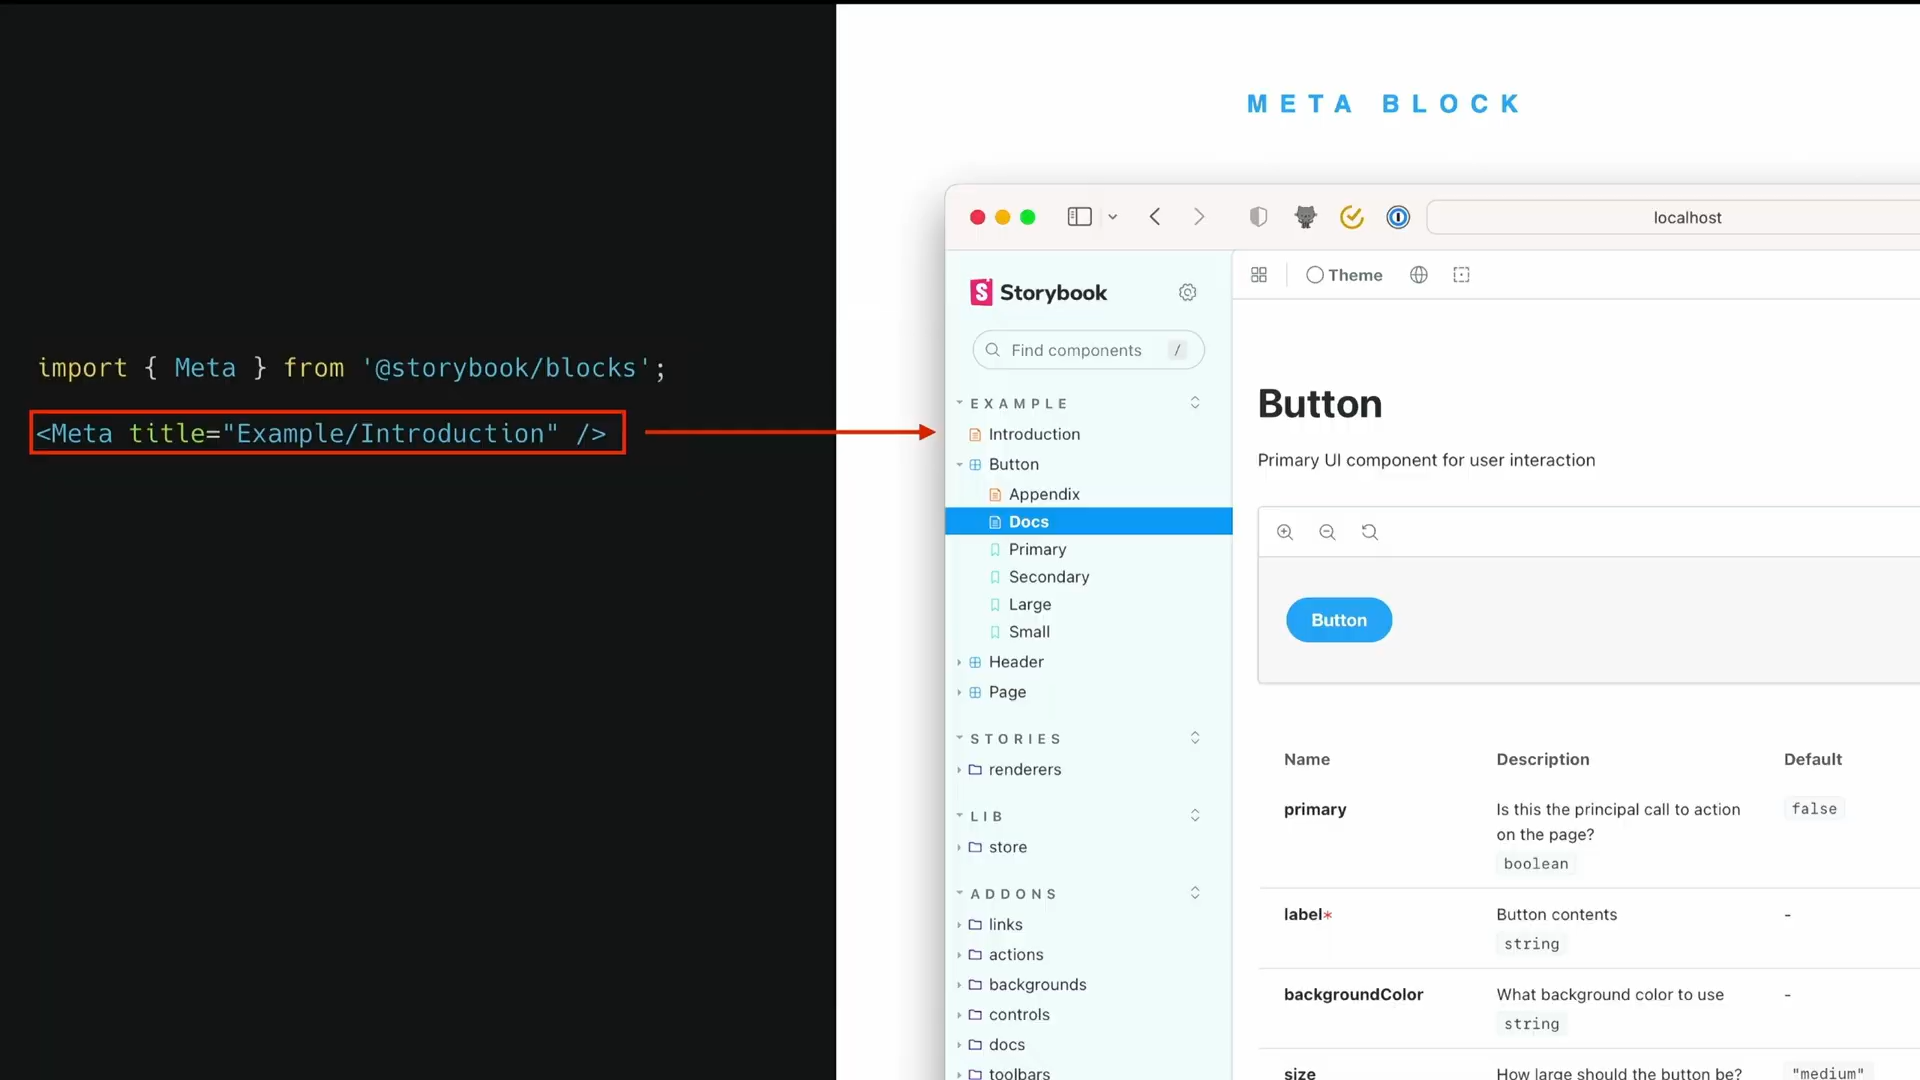 import { Meta } from '@storybook/blocks';
<Meta title="Example/Introduction" />
META BLOCK
localhost
Storybook
Find components /
EXAMPLE
Introduction
Button
Appendix
Docs
Primary
Secondary
Large
Small
Header
Page
STORIES
renderers
LIB
store
ADDONS
links
actions
backgrounds
controls
docs
toolbars
Theme
Button
Primary UI component for user interaction
Button
Name Description Default
primary Is this the principal call to action false
on the page?
boolean
label* Button contents -
string
backgroundColor What background color to use -
string
size How large should the button be? "medium"